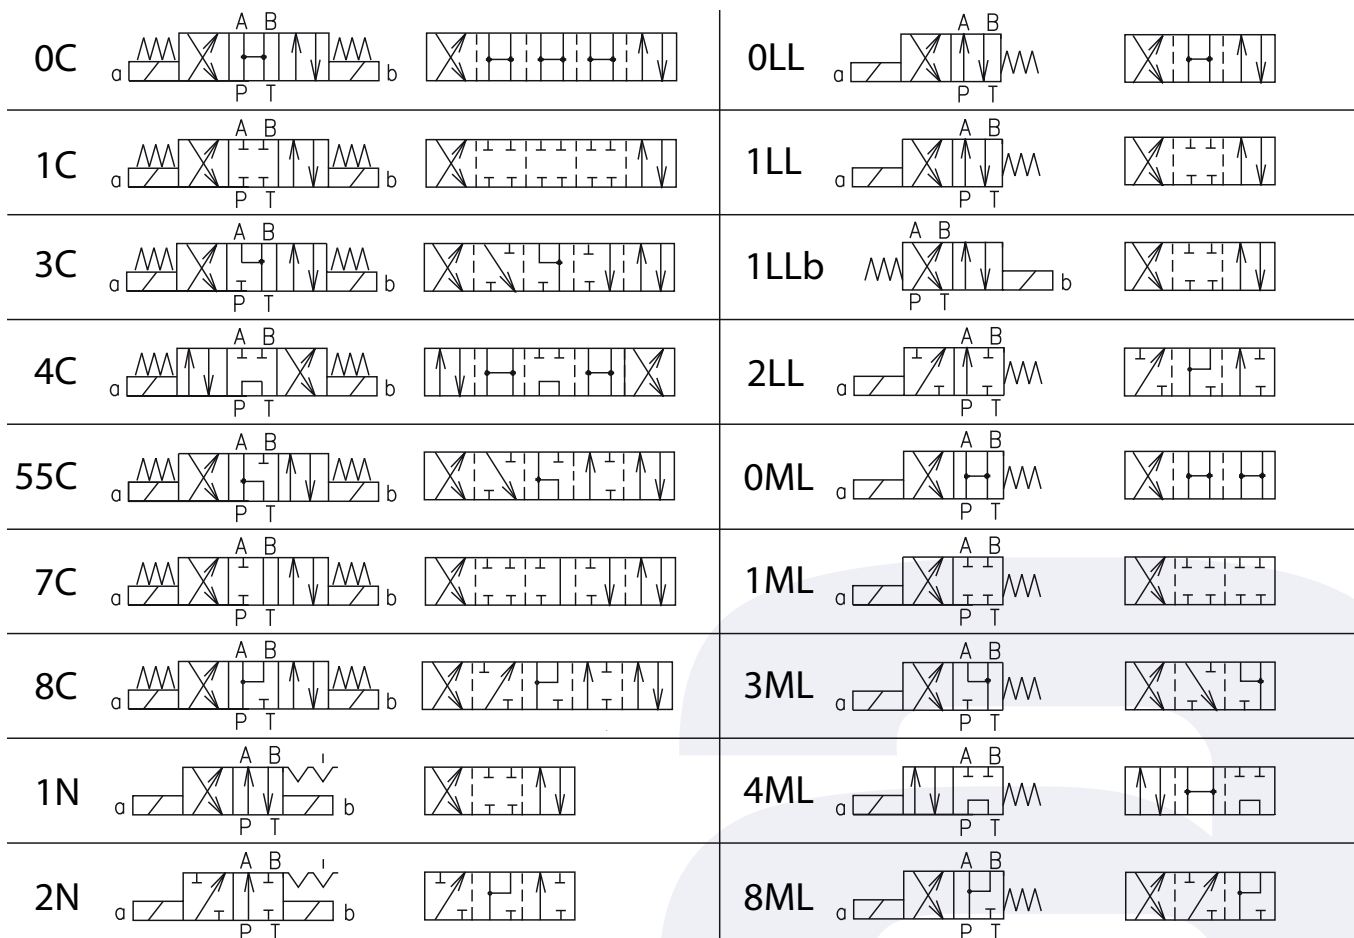 A B
0C a b
P T
A B
1C a b
P T
A B
3C a b
P T
A B
4C a b
P T
A B
55C a b
P T
A B
7C a b
P T
A B
8C a b
P T
A B
1N a b
P T
A B
2N a b
P T
A B
0LL a
P T
A B
1LL a
P T
A B
1LLb b
P T
A B
2LL a
P T
A B
0ML a
P T
A B
1ML a
P T
A B
3ML a
P T
A B
4ML a
P T
A B
8ML a
P T